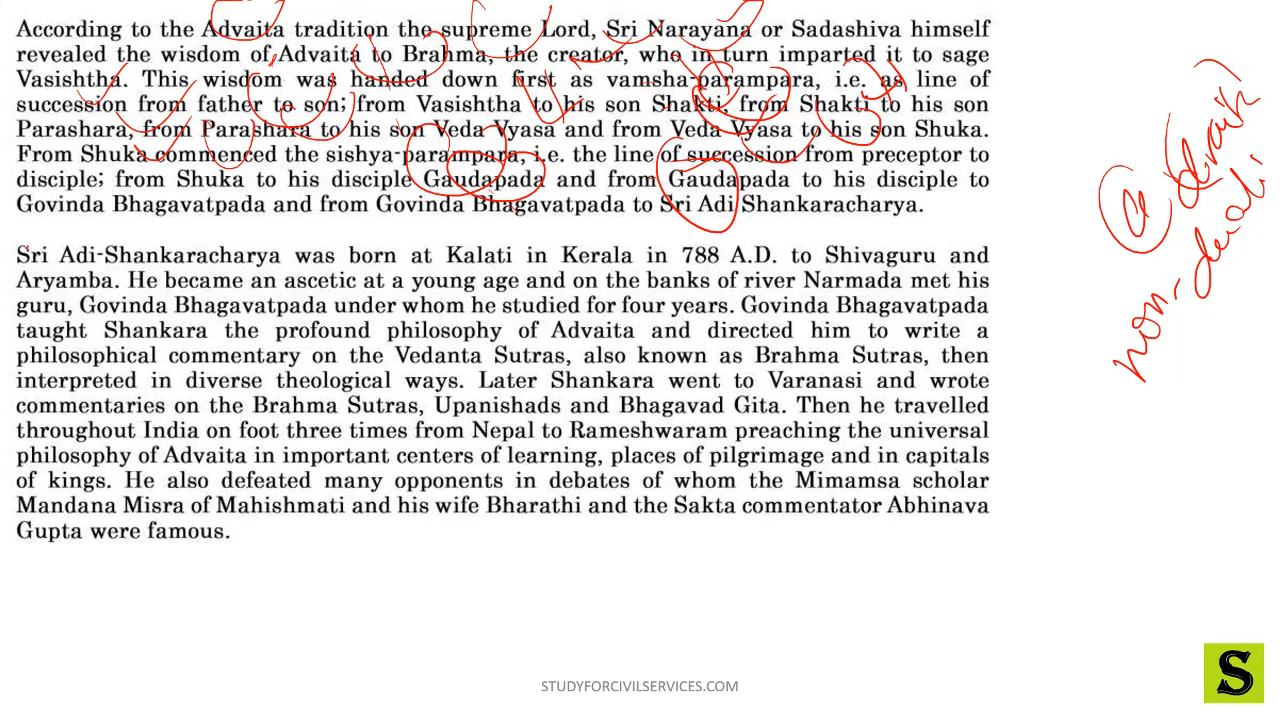 According to the Advaita tradition the supreme Lord, Sri Narayana or Sadashiva himself
revealed the wisdom of Advaita to Brahma, the creator, who in turn imparted it to sage
Vasishtha. This wisdom was handed down first as vamsha-parampara, i.e. as line of
succession from father to son; from Vasishtha to his son Shakti, from Shakti to his son
Parashara, from Parashara to his son Veda Vyasa and from Veda Vyasa to his son Shuka.
From Shuka commenced the sishya-parampara, i.e. the line of succession from preceptor to
disciple; from Shuka to his disciple Gaudapada and from Gaudapada to his disciple to
Govinda Bhagavatpada and from Govinda Bhagavatpada to Sri Adi Shankaracharya.
Sri Adi-Shankaracharya was born at Kalati in Kerala in 788 A.D. to Shivaguru and
Aryamba. He became an ascetic at a young age and on the banks of river Narmada met his
guru, Govinda Bhagavatpada under whom he studied for four years. Govinda Bhagavatpada
taught Shankara the profound philosophy of Advaita and directed him to write a
philosophical commentary on the Vedanta Sutras, also known as Brahma Sutras, then
interpreted in diverse theological ways. Later Shankara went to Varanasi and wrote
commentaries on the Brahma Sutras, Upanishads and Bhagavad Gita. Then he travelled
throughout India on foot three times from Nepal to Rameshwaram preaching the universal
philosophy of Advaita in important centers of learning, places of pilgrimage and in capitals
of kings. He also defeated many opponents in debates of whom the Mimamsa scholar
Mandana Misra of Mahishmati and his wife Bharathi and the Sakta commentator Abhinava
Gupta were famous.
non-
STUDYFORCIVILSERVICES.COM
S